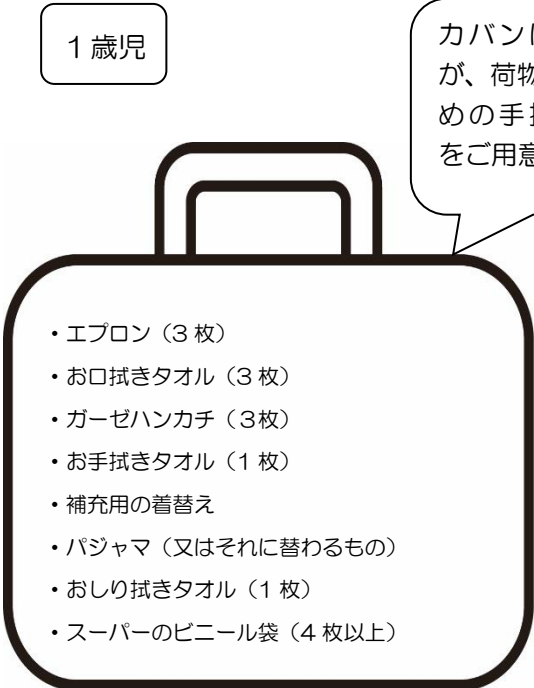 1歳児
カバンに
が、荷物
めの手
をご用意
・エプロン（3 枚）
・お口拭きタオル（3 枚）
・ガーゼハンカチ（3枚）
・お手拭きタオル（1 枚）
・補充用の着替え
・パジャマ（又はそれに替わるもの）
・おしり拭きタオル（1 枚）
・スーパーのビニール袋（4 枚以上）